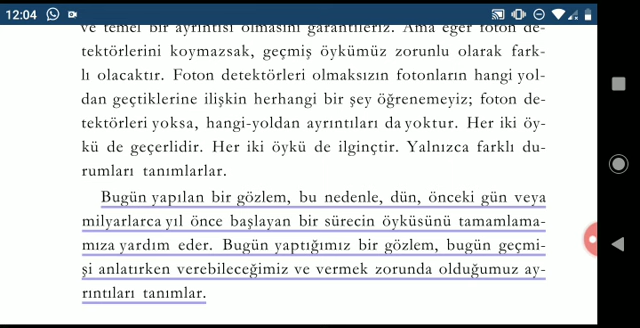 12:04
ve temel bir ayrıntısı olmasını garantileriz. Ama eğer foton de-
tektörlerini koymazsak, geçmiş öykümüz zorunlu olarak fark-
lı olacaktır. Foton detektörleri olmaksızın fotonların hangi yol-
dan geçtiklerine ilişkin herhangi bir şey öğrenemeyiz; foton de-
tektörleri yoksa, hangi-yoldan ayrıntıları da yoktur. Her iki öy-
kü de geçerlidir. Her iki öykü de ilginçtir. Yalnızca farklı du-
rumları tanımlarlar.
Bugün yapılan bir gözlem, bu nedenle, dün, önceki gün veya
milyarlarca yıl önce başlayan bir sürecin öyküsünü tamamlama-
mıza yardım eder. Bugün yaptığımız bir gözlem, bugün geçmi-
şi anlatırken verebileceğimiz ve vermek zorunda olduğumuz ay-
rıntıları tanımlar.